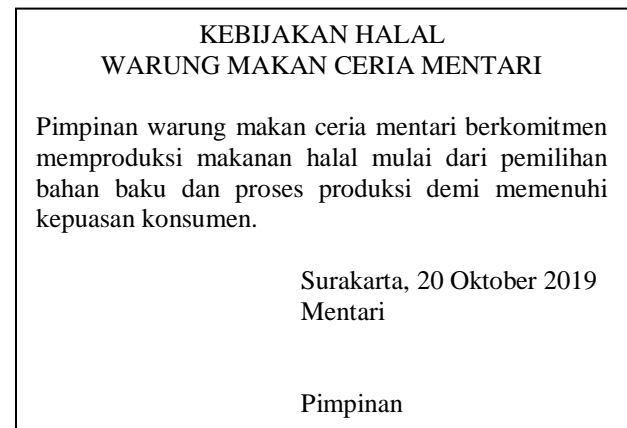 KEBIJAKAN HALAL
WARUNG MAKAN CERIA MENTARI
Pimpinan warung makan ceria mentari berkomitmen
memproduksi makanan halal mulai dari pemilihan
bahan baku dan proses produksi demi memenuhi
kepuasan konsumen.
Surakarta, 20 Oktober 2019
Mentari
Pimpinan